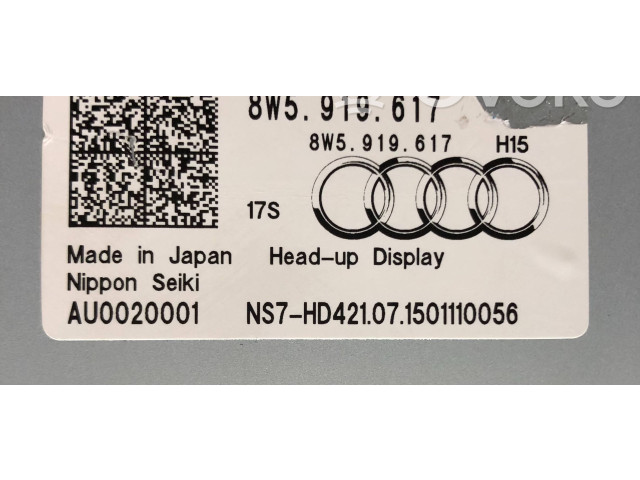 8W5.919.617
8W5.919.617 H15
17S
Made in Japan Head-up Display
Nippon Seiki
AU0020001 NS7-HD421.07.1501110056